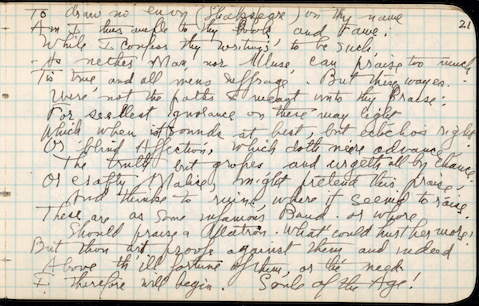 21
To draw no envy (Shakespeare) on thy name
Am I thus ample to thy Book, and Fame:
While I confess thy writings to be such,
As neither Man, nor Muse can praise too much
Tis true and all mens suffrage. But these wayes.
Were not the paths I meant unto thy Praise:
For seeliest Ignorance on these may light
Which when it sounds at best, but echo's right
Or blind Affection, which doth nere advance
The truth but gropes and urgeth all by chance
Or crafty Malice, might pretend this praise
And thinke to ruine, where it seem'd to raise.
These are as some infamous Baud or whore
Should praise a Matron. What could hurt her more?
But thou art proofe against them and indeed
Above th' ill fortune of them, or the need
I therefore will begin. Soule of the Age!